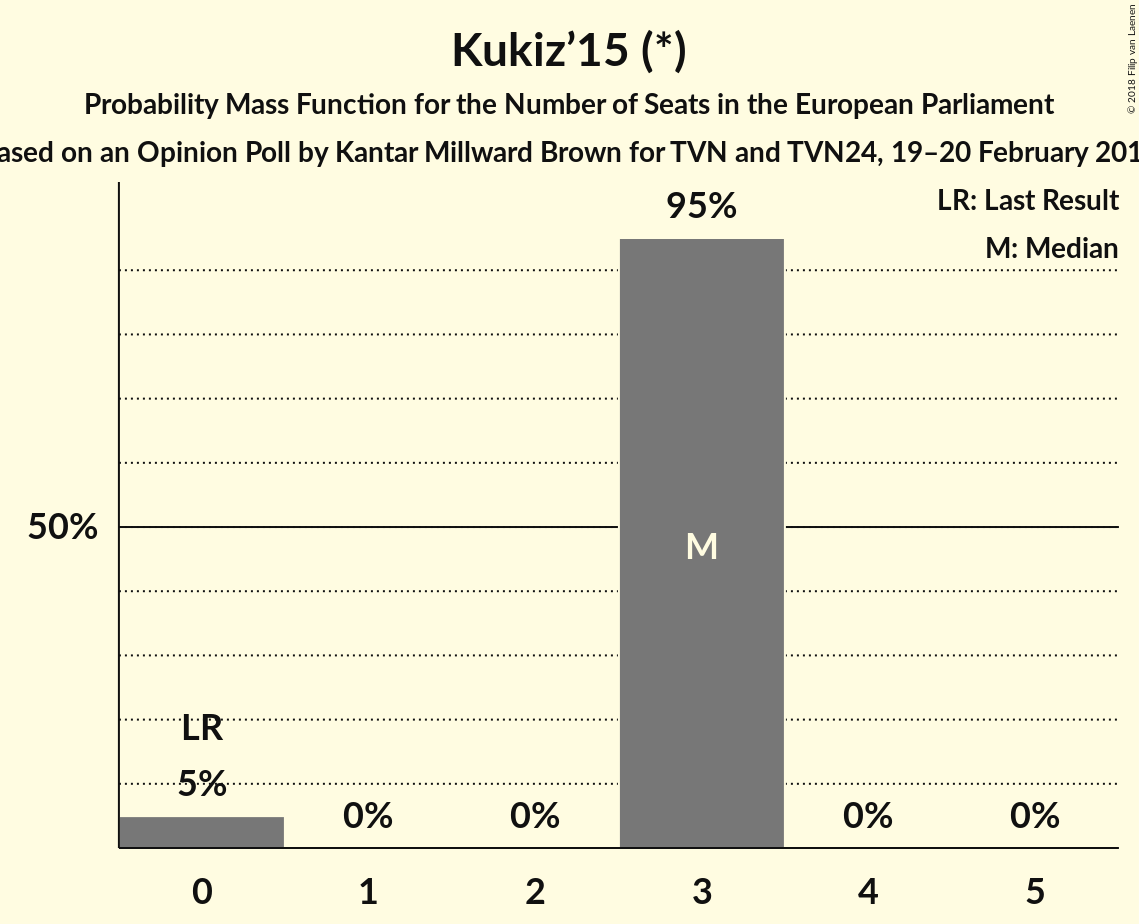 Kukiz’15 (*)
Probability Mass Function for the Number of Seats in the European Parliament
ased on an Opinion Poll by Kantar Millward Brown for TVN and TVN24, 19–20 February 201
© 2018 Filip van Laenen
LR: Last Result
M: Median
95%
50%
M
LR
5%
0%
0%
0%
0%
0
1
2
3
4
5